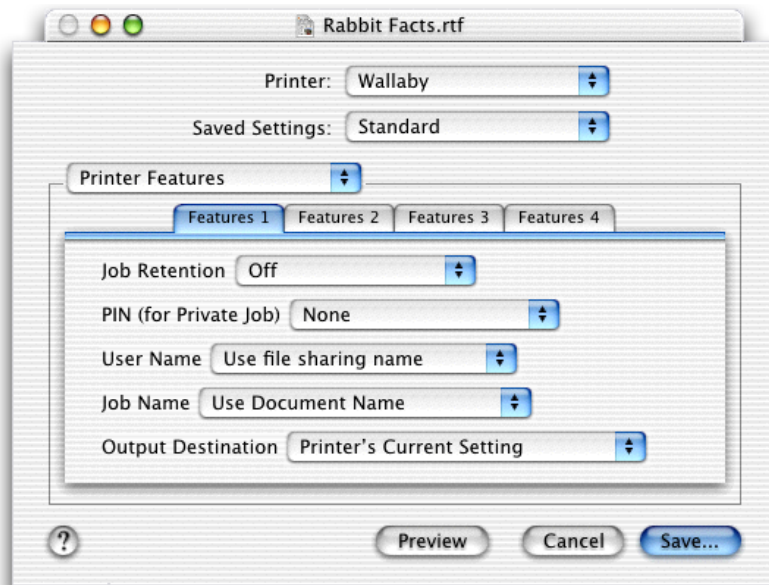 Rabbit Facts.rtf
Printer: Wallaby
Saved Settings: Standard
Printer Features
Features 1 Features 2 Features 3 Features 4
Job Retention Off
PIN (for Private Job) None
User Name Use file sharing name
Job Name Use Document Name
Output Destination Printer's Current Setting
? Preview Cancel Save...